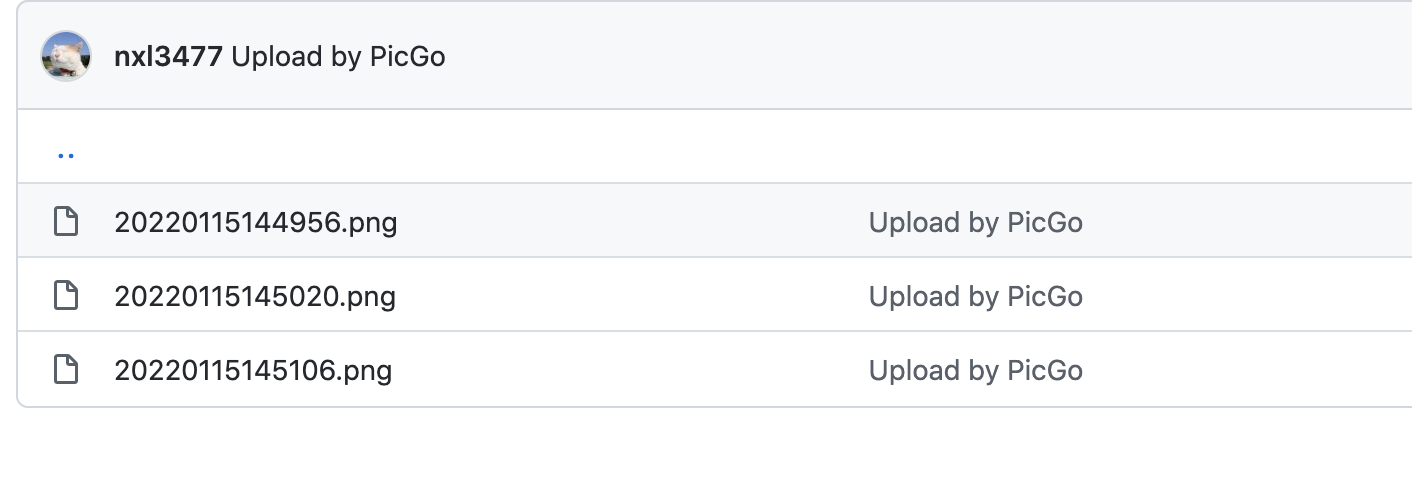 nxl3477 Upload by PicGo
..
20220115144956.png Upload by PicGo
20220115145020.png Upload by PicGo
20220115145106.png Upload by PicGo